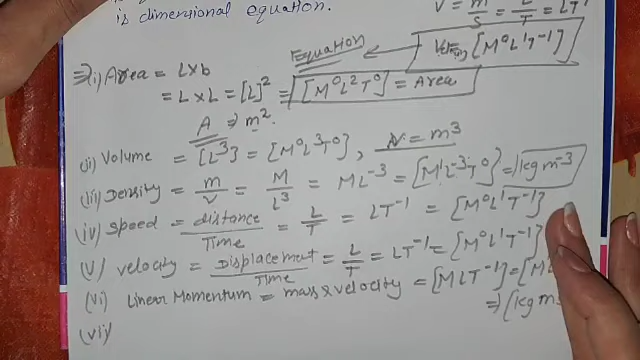 is dimensional equation.
V = m/s = L/T = LT⁻¹
Equation
[M⁰L¹T⁻¹]
⇒ (i) Area = L×b
= L × L = [L]² = [M⁰L²T⁰] = Area
A ⇒ m².
(ii) Volume = [L³] = [M⁰L³T⁰], V = m³
(iii) Density = m/V = M/L³ = ML⁻³ = [M¹L⁻³T⁰] = 1kg m⁻³
(iv) Speed = distance/Time = L/T = LT⁻¹ = [M⁰L¹T⁻¹]
(V) velocity = Displacement/Time = L/T = LT⁻¹ = [M⁰L¹T⁻¹]
(vi) Linear Momentum = mass × velocity = [MLT⁻¹] = [M
⇒ [kg m
(vii)